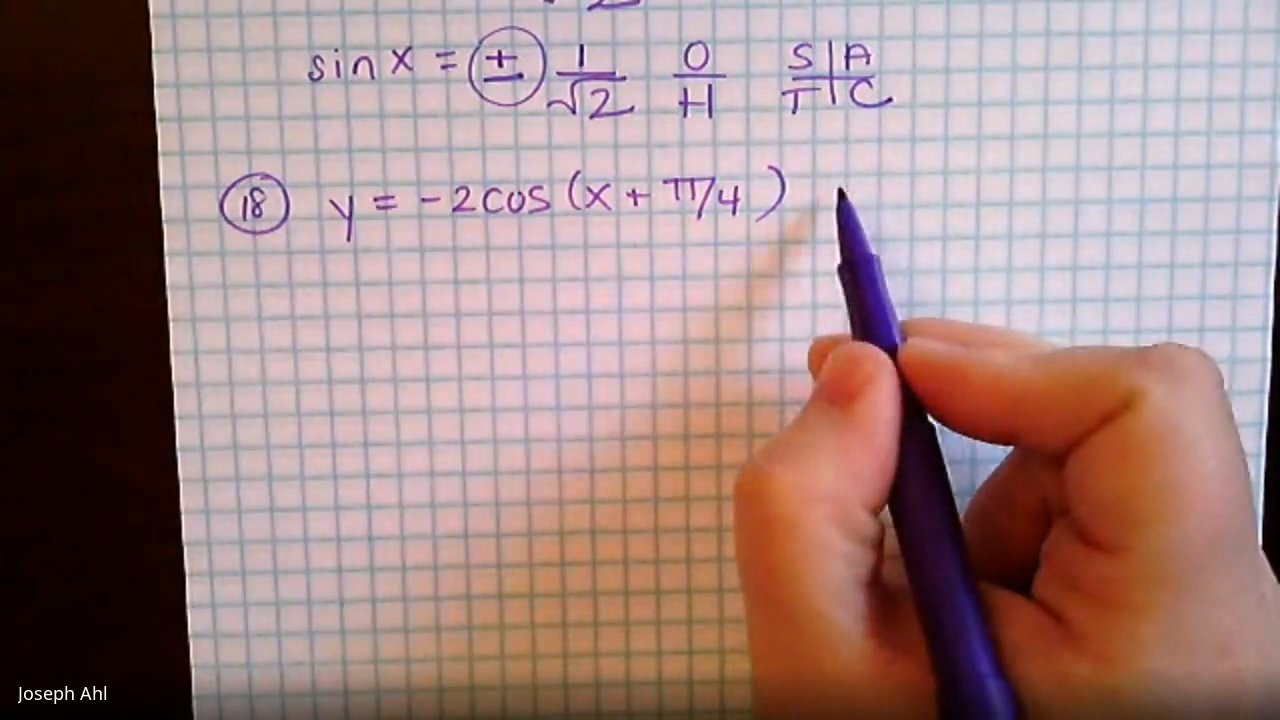 sin x = ± 1/√2 O/H S|A T|C
18 y = -2cos(x + π/4)
Joseph Ahl